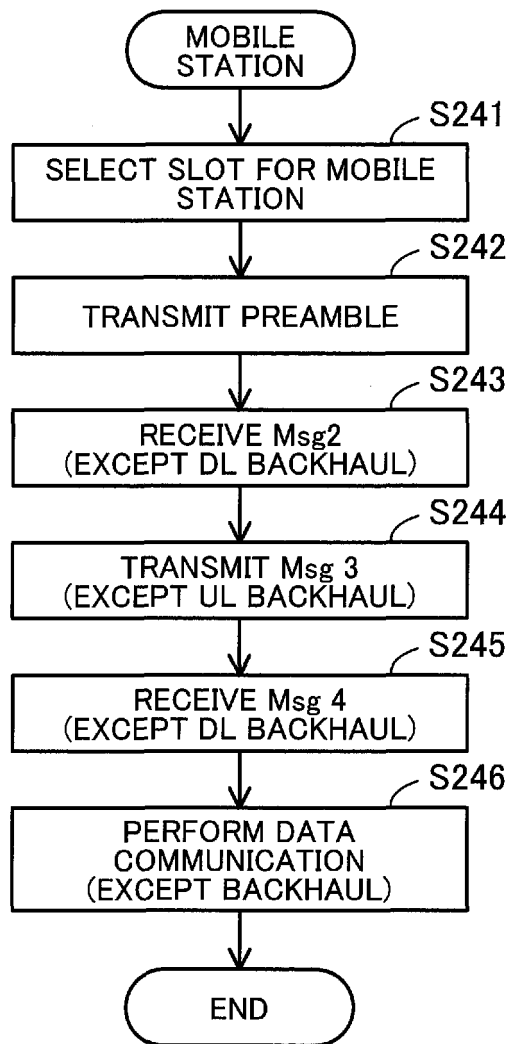 MOBILE
STATION
S241
SELECT SLOT FOR MOBILE
STATION
S242
TRANSMIT PREAMBLE
S243
RECEIVE Msg2
(EXCEPT DL BACKHAUL)
S244
TRANSMIT Msg 3
(EXCEPT UL BACKHAUL)
S245
RECEIVE Msg 4
(EXCEPT DL BACKHAUL)
S246
PERFORM DATA
COMMUNICATION
(EXCEPT BACKHAUL)
END